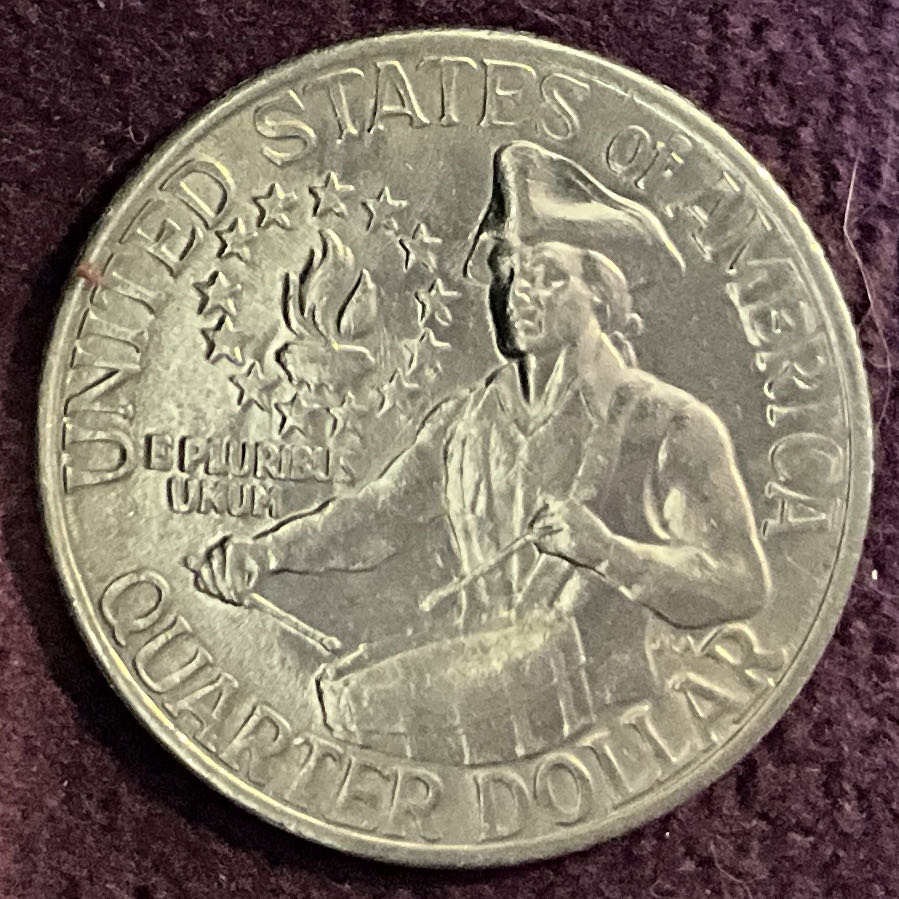 UNITED STATES OF AMERICA
E PLURIBUS
UNUM
QUARTER DOLLAR